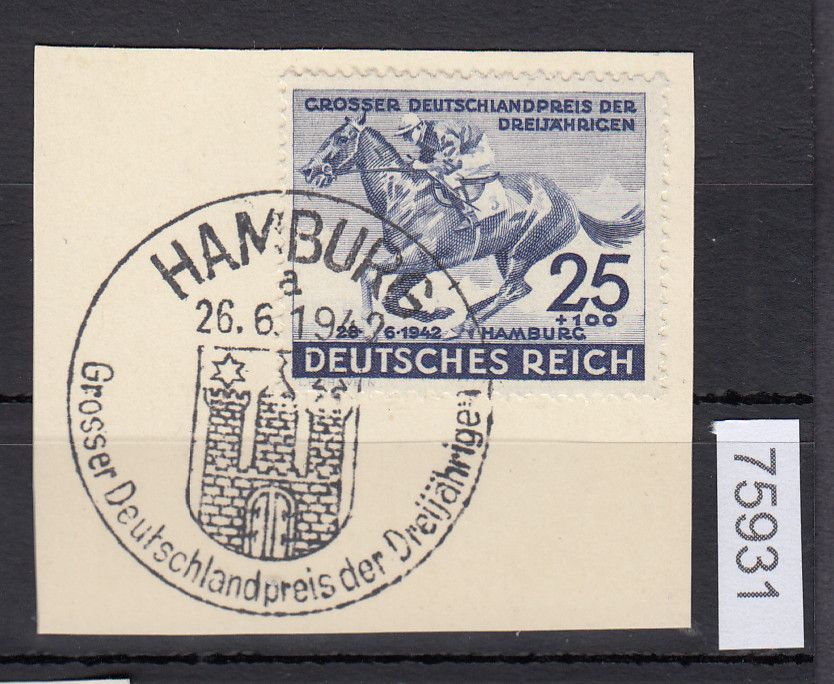 GROSSER DEUTSCHLANDPREIS DER
DREIJÄHRIGEN
3
25
+100
28· 6·1942 HAMBURG
DEUTSCHES REICH
HAMBURG
a
26.6.1942
Grosser Deutschlandpreis der Dreijährigen
75931